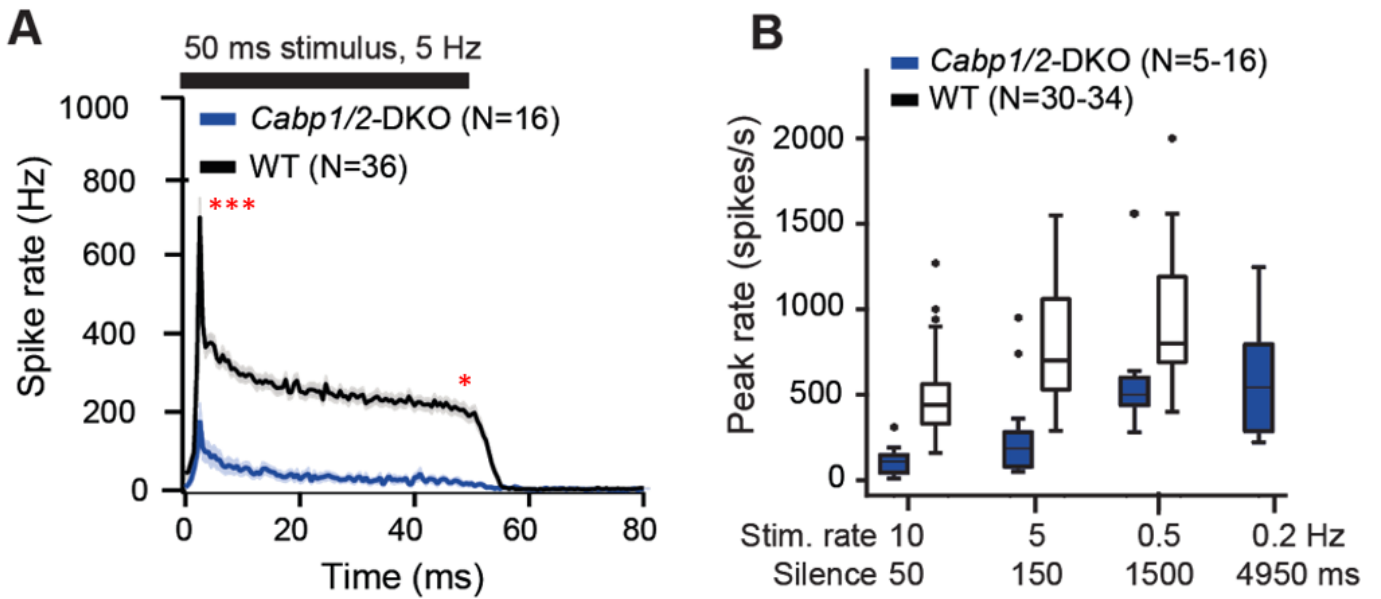 A
50 ms stimulus, 5 Hz
Cabp1/2-DKO (N=16)
WT (N=36)
***
*
Spike rate (Hz)
1000
800
600
400
200
0
0 20 40 60 80
Time (ms)
B
Cabp1/2-DKO (N=5-16)
WT (N=30-34)
Peak rate (spikes/s)
2000
1500
1000
500
0
Stim. rate 10 5 0.5 0.2 Hz
Silence 50 150 1500 4950 ms